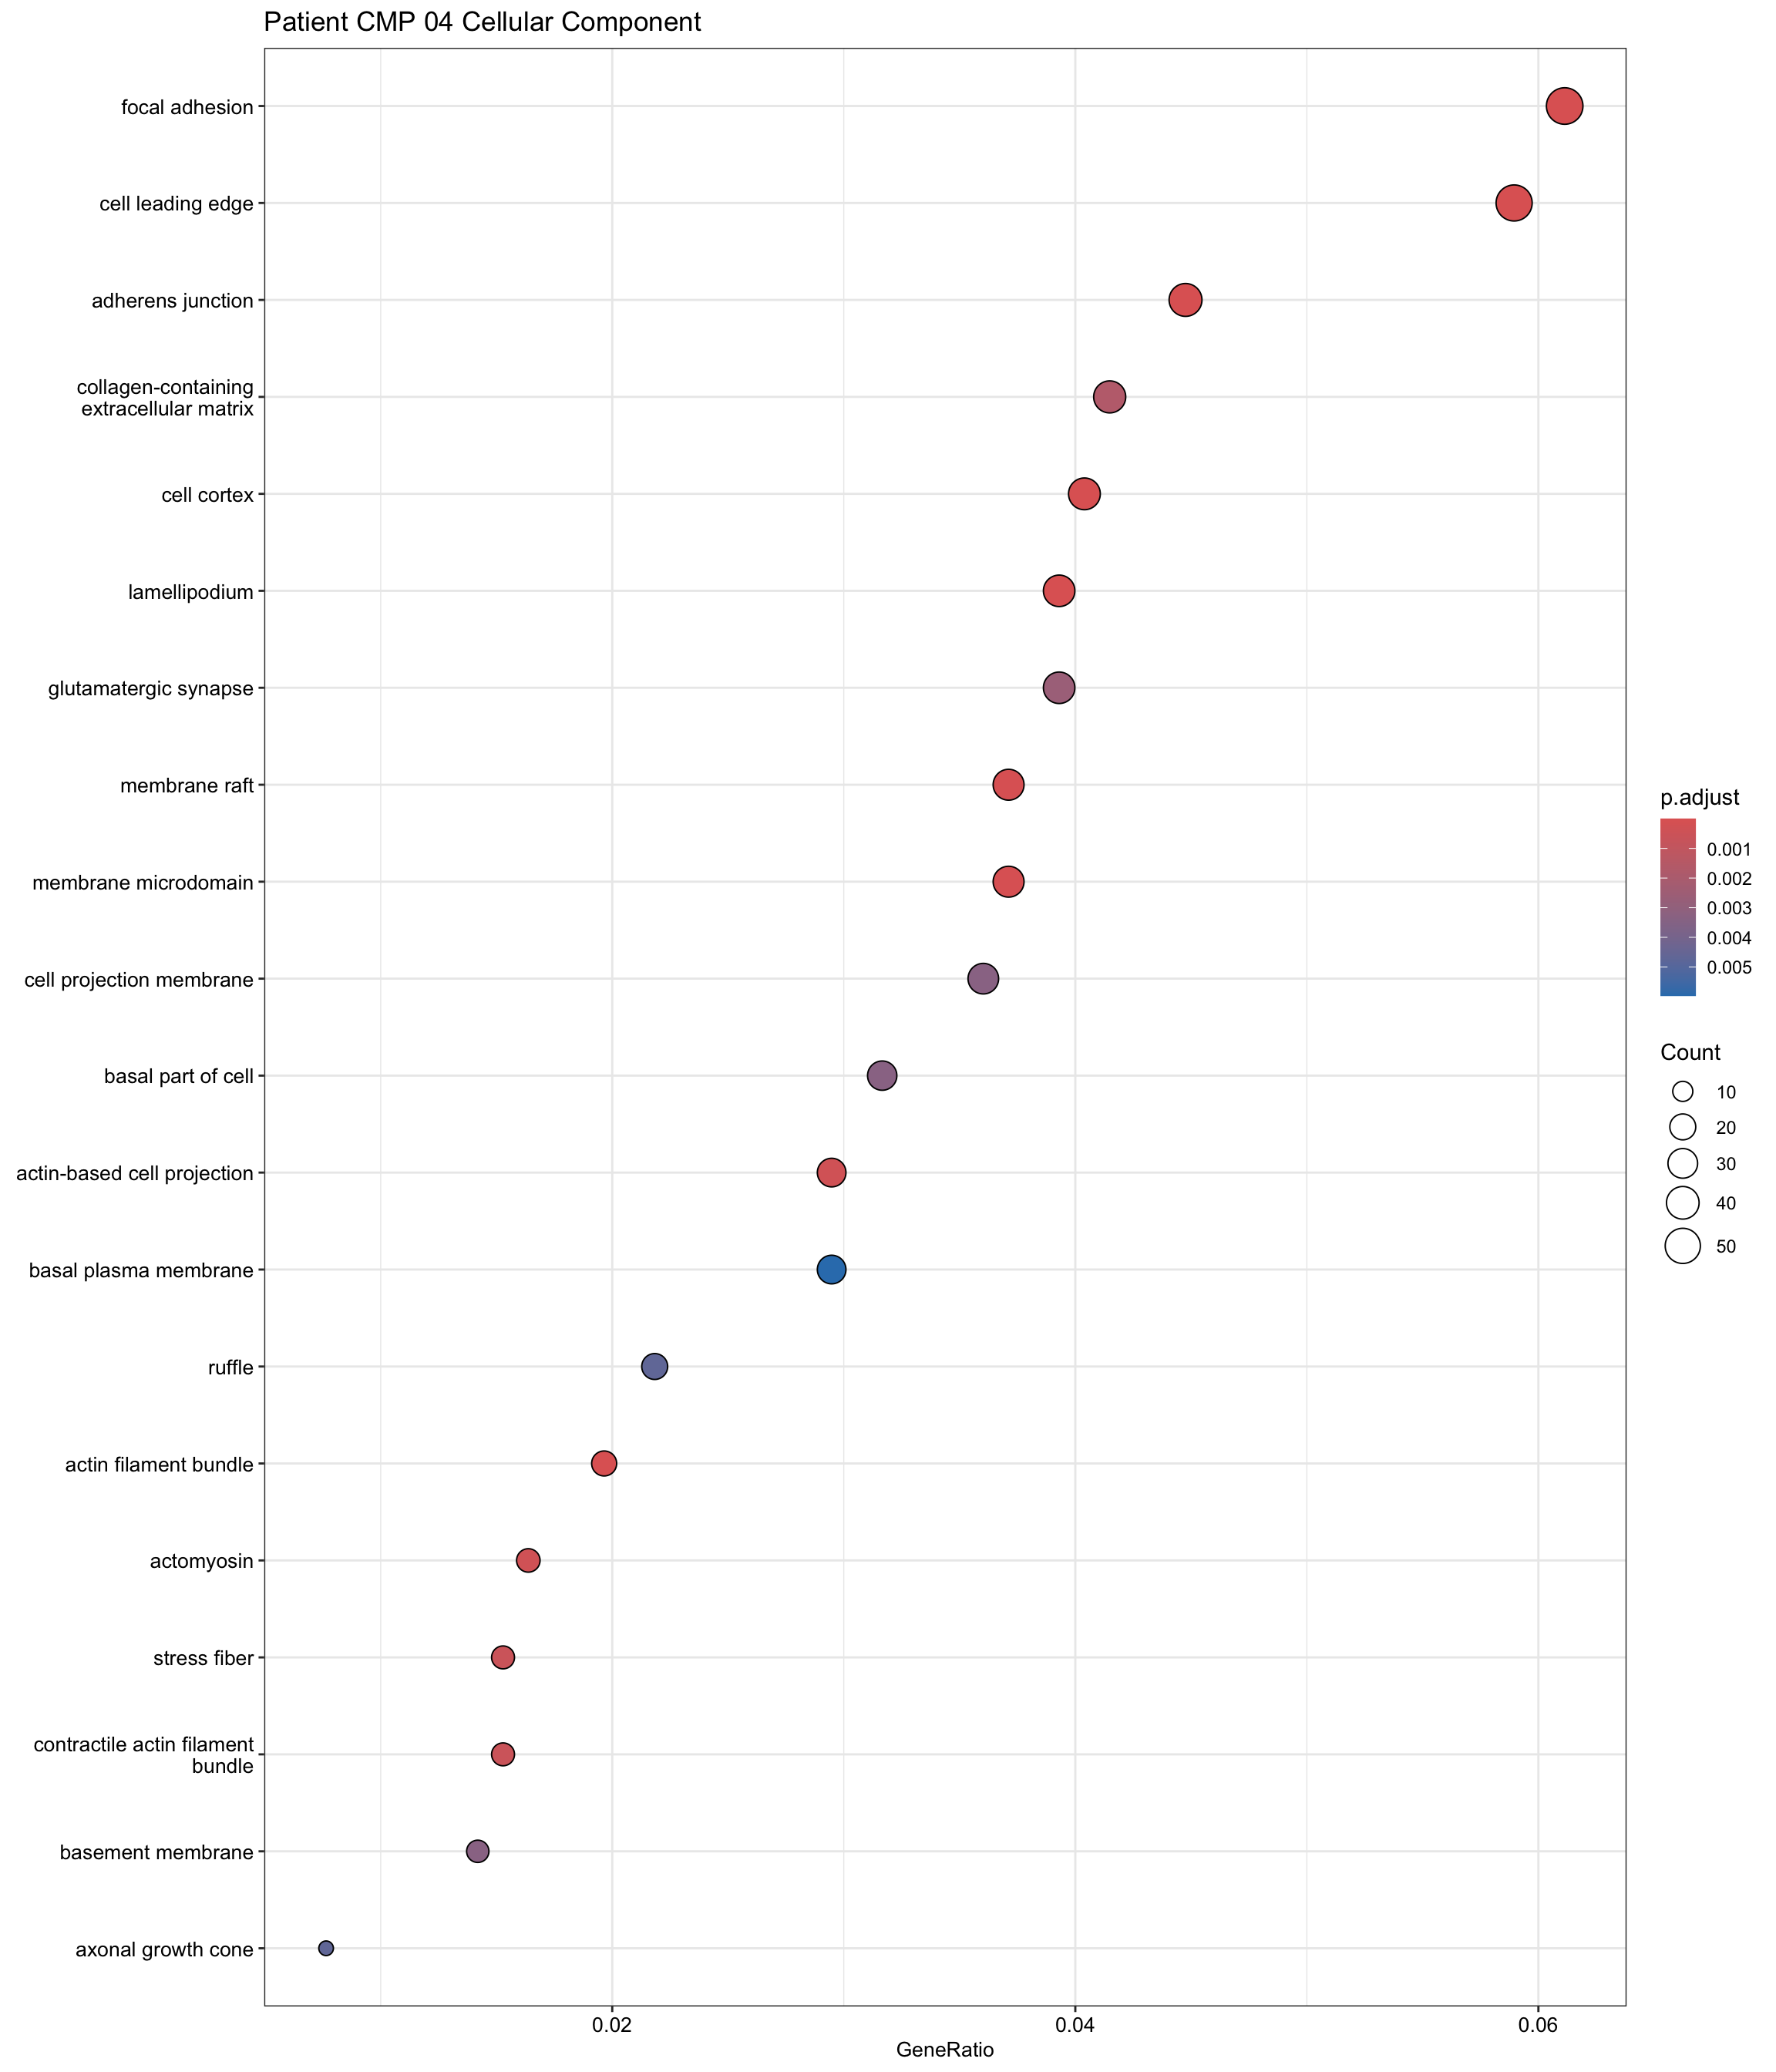 Patient CMP 04 Cellular Component
focal adhesion
cell leading edge
adherens junction
collagen-containing
extracellular matrix
cell cortex
lamellipodium
glutamatergic synapse
membrane raft
membrane microdomain
cell projection membrane
basal part of cell
actin-based cell projection
basal plasma membrane
ruffle
actin filament bundle
actomyosin
stress fiber
contractile actin filament
bundle
basement membrane
axonal growth cone
0.02
0.04
0.06
GeneRatio
p.adjust
0.001
0.002
0.003
0.004
0.005
Count
10
20
30
40
50